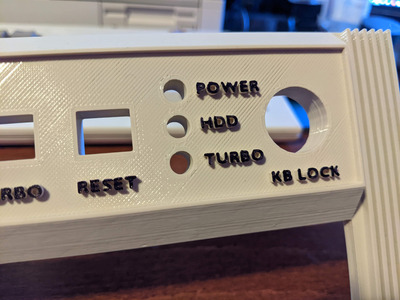 POWER
HDD
TURBO
RBO
RESET
KB LOCK